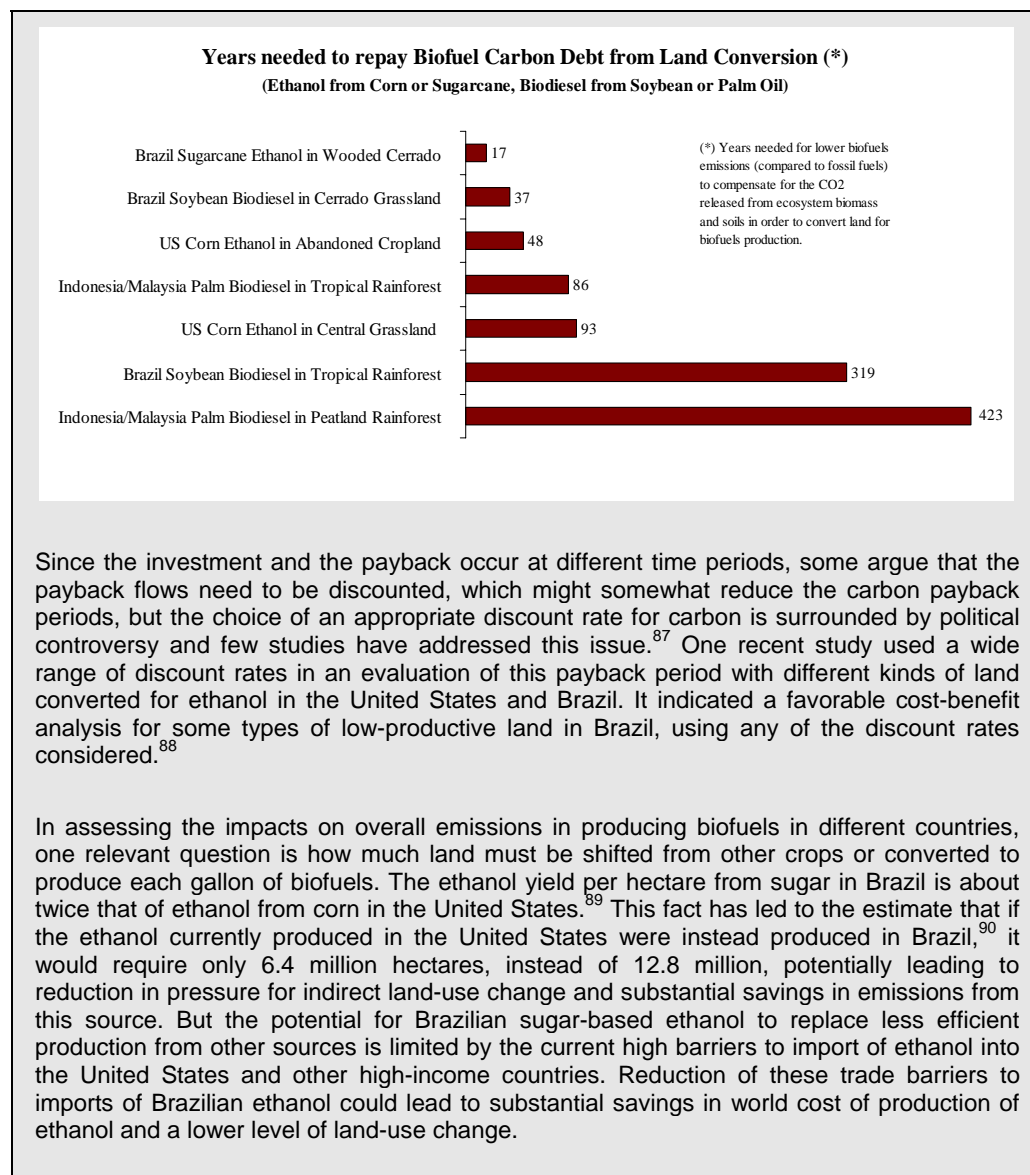 Years needed to repay Biofuel Carbon Debt from Land Conversion (*)
(Ethanol from Corn or Sugarcane, Biodiesel from Soybean or Palm Oil)
(*) Years needed for lower biofuels
emissions (compared to fossil fuels)
to compensate for the CO2
released from ecosystem biomass
and soils in order to convert land for
biofuels production.
Brazil Sugarcane Ethanol in Wooded Cerrado 17
Brazil Soybean Biodiesel in Cerrado Grassland 37
US Corn Ethanol in Abandoned Cropland 48
Indonesia/Malaysia Palm Biodiesel in Tropical Rainforest 86
US Corn Ethanol in Central Grassland 93
Brazil Soybean Biodiesel in Tropical Rainforest 319
Indonesia/Malaysia Palm Biodiesel in Peatland Rainforest 423
Since the investment and the payback occur at different time periods, some argue that the
payback flows need to be discounted, which might somewhat reduce the carbon payback
periods, but the choice of an appropriate discount rate for carbon is surrounded by political
controversy and few studies have addressed this issue.87 One recent study used a wide
range of discount rates in an evaluation of this payback period with different kinds of land
converted for ethanol in the United States and Brazil. It indicated a favorable cost-benefit
analysis for some types of low-productive land in Brazil, using any of the discount rates
considered.88
In assessing the impacts on overall emissions in producing biofuels in different countries,
one relevant question is how much land must be shifted from other crops or converted to
produce each gallon of biofuels. The ethanol yield per hectare from sugar in Brazil is about
twice that of ethanol from corn in the United States.89 This fact has led to the estimate that if
the ethanol currently produced in the United States were instead produced in Brazil,90 it
would require only 6.4 million hectares, instead of 12.8 million, potentially leading to
reduction in pressure for indirect land-use change and substantial savings in emissions from
this source. But the potential for Brazilian sugar-based ethanol to replace less efficient
production from other sources is limited by the current high barriers to import of ethanol into
the United States and other high-income countries. Reduction of these trade barriers to
imports of Brazilian ethanol could lead to substantial savings in world cost of production of
ethanol and a lower level of land-use change.